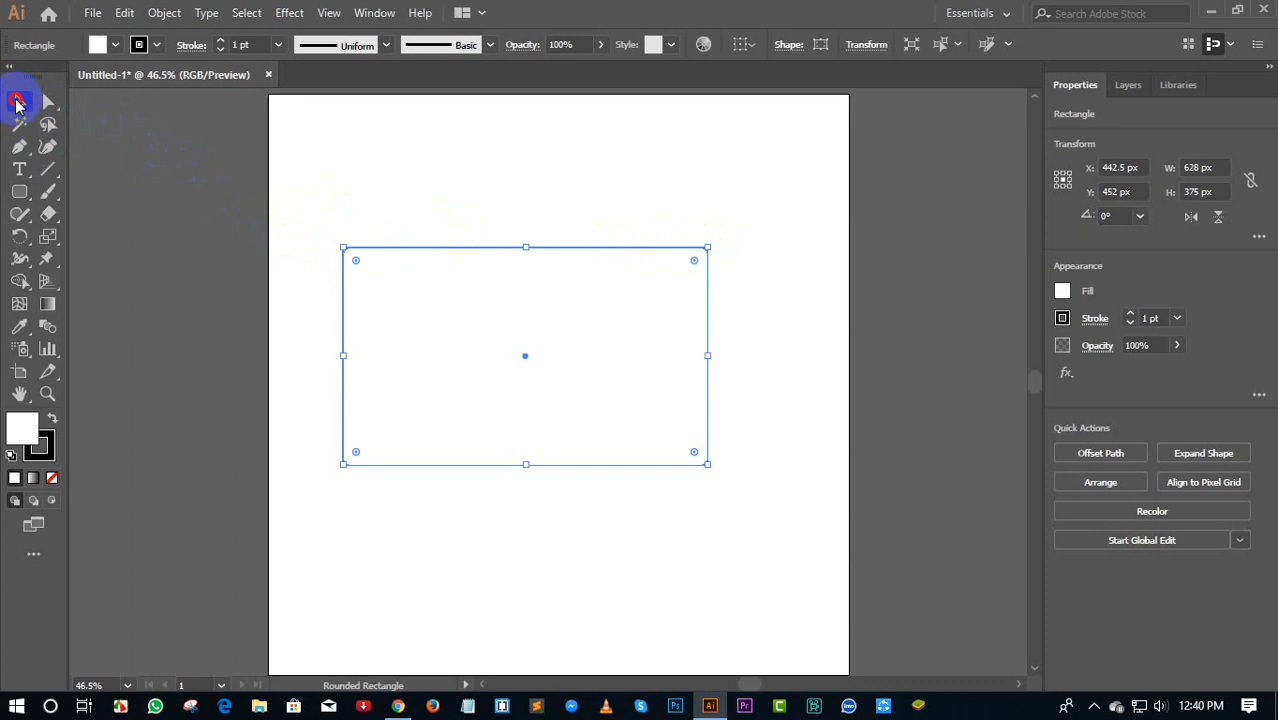 Ai File Edit Object Type Select Effect View Window Help Essentials Search Adobe Stock
Rectangle Stroke: 1 pt Uniform Basic Opacity: 100% Style: Shape: Transform
Untitled-1* @ 46.5% (RGB/Preview)
Properties Layers Libraries
Rectangle
Transform
X: 442.5 px W: 628 px
Y: 452 px H: 375 px
0°
Appearance
Fill
Stroke 1 pt
Opacity 100%
fx.
Quick Actions
Offset Path Expand Shape
Arrange Align to Pixel Grid
Recolor
Start Global Edit
46.5% 1 Rounded Rectangle
Ps Ai Pr 12:40 PM